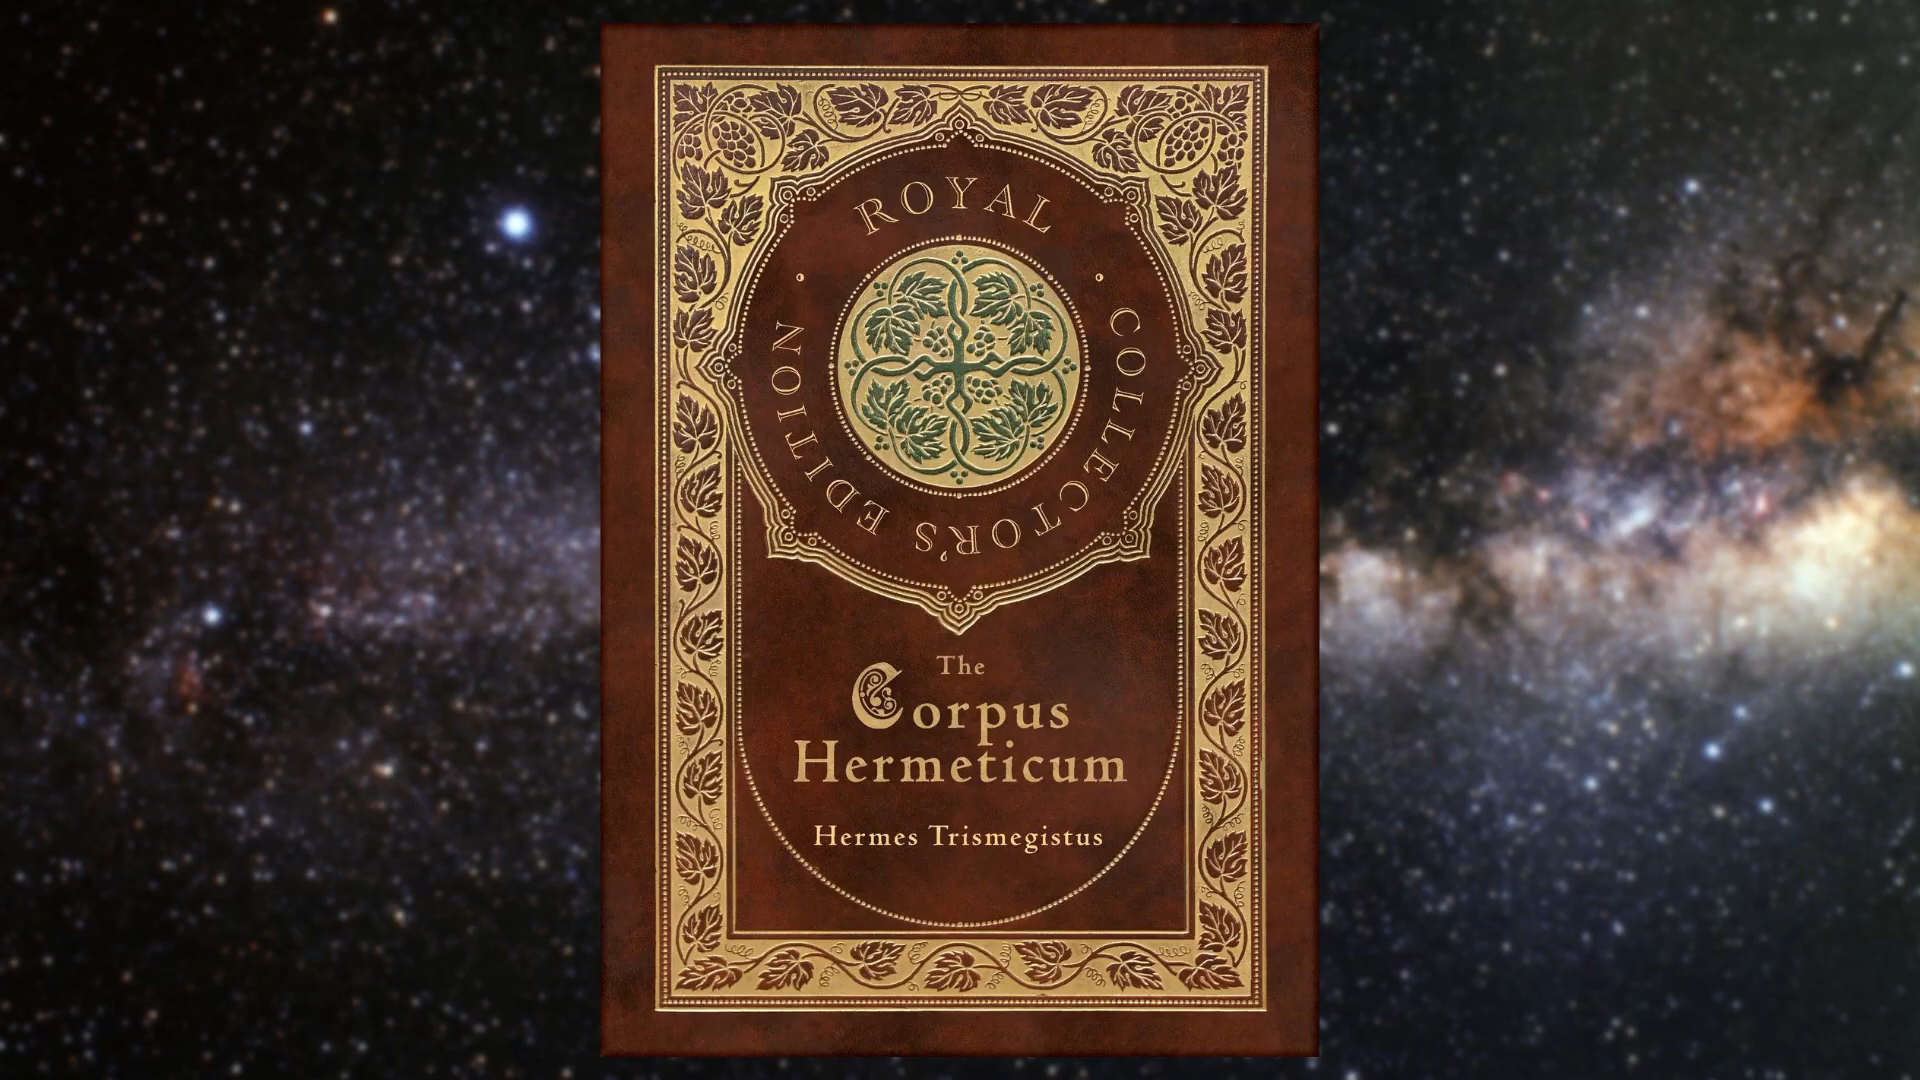 ROYAL
COLLECTOR'S EDITION
The
Corpus
Hermeticum
Hermes Trismegistus